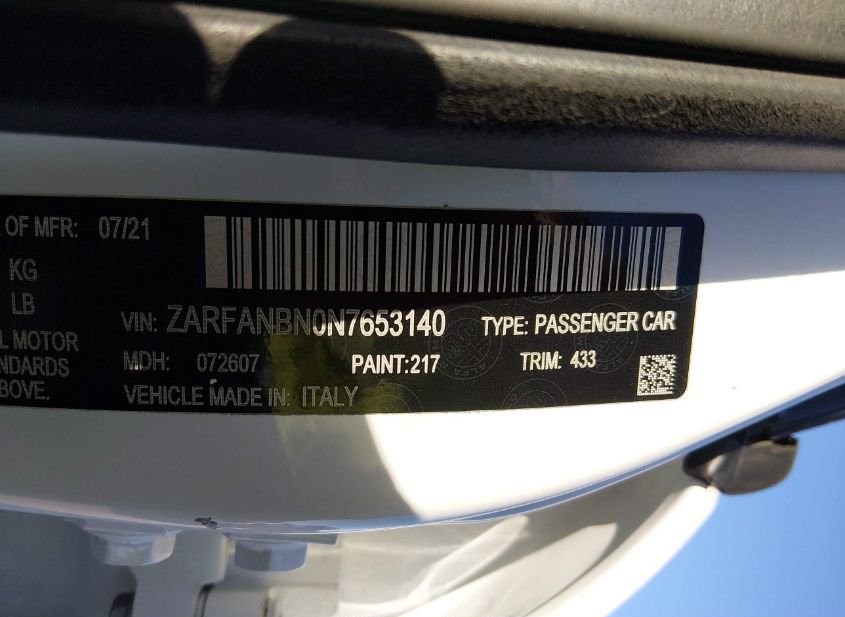 OF MFR: 07/21
KG
LB
VIN: ZARFANBN0N7653140 TYPE: PASSENGER CAR
MOTOR
MDH: 072607 PAINT:217 TRIM: 433
VEHICLE MADE IN: ITALY
BOVE.